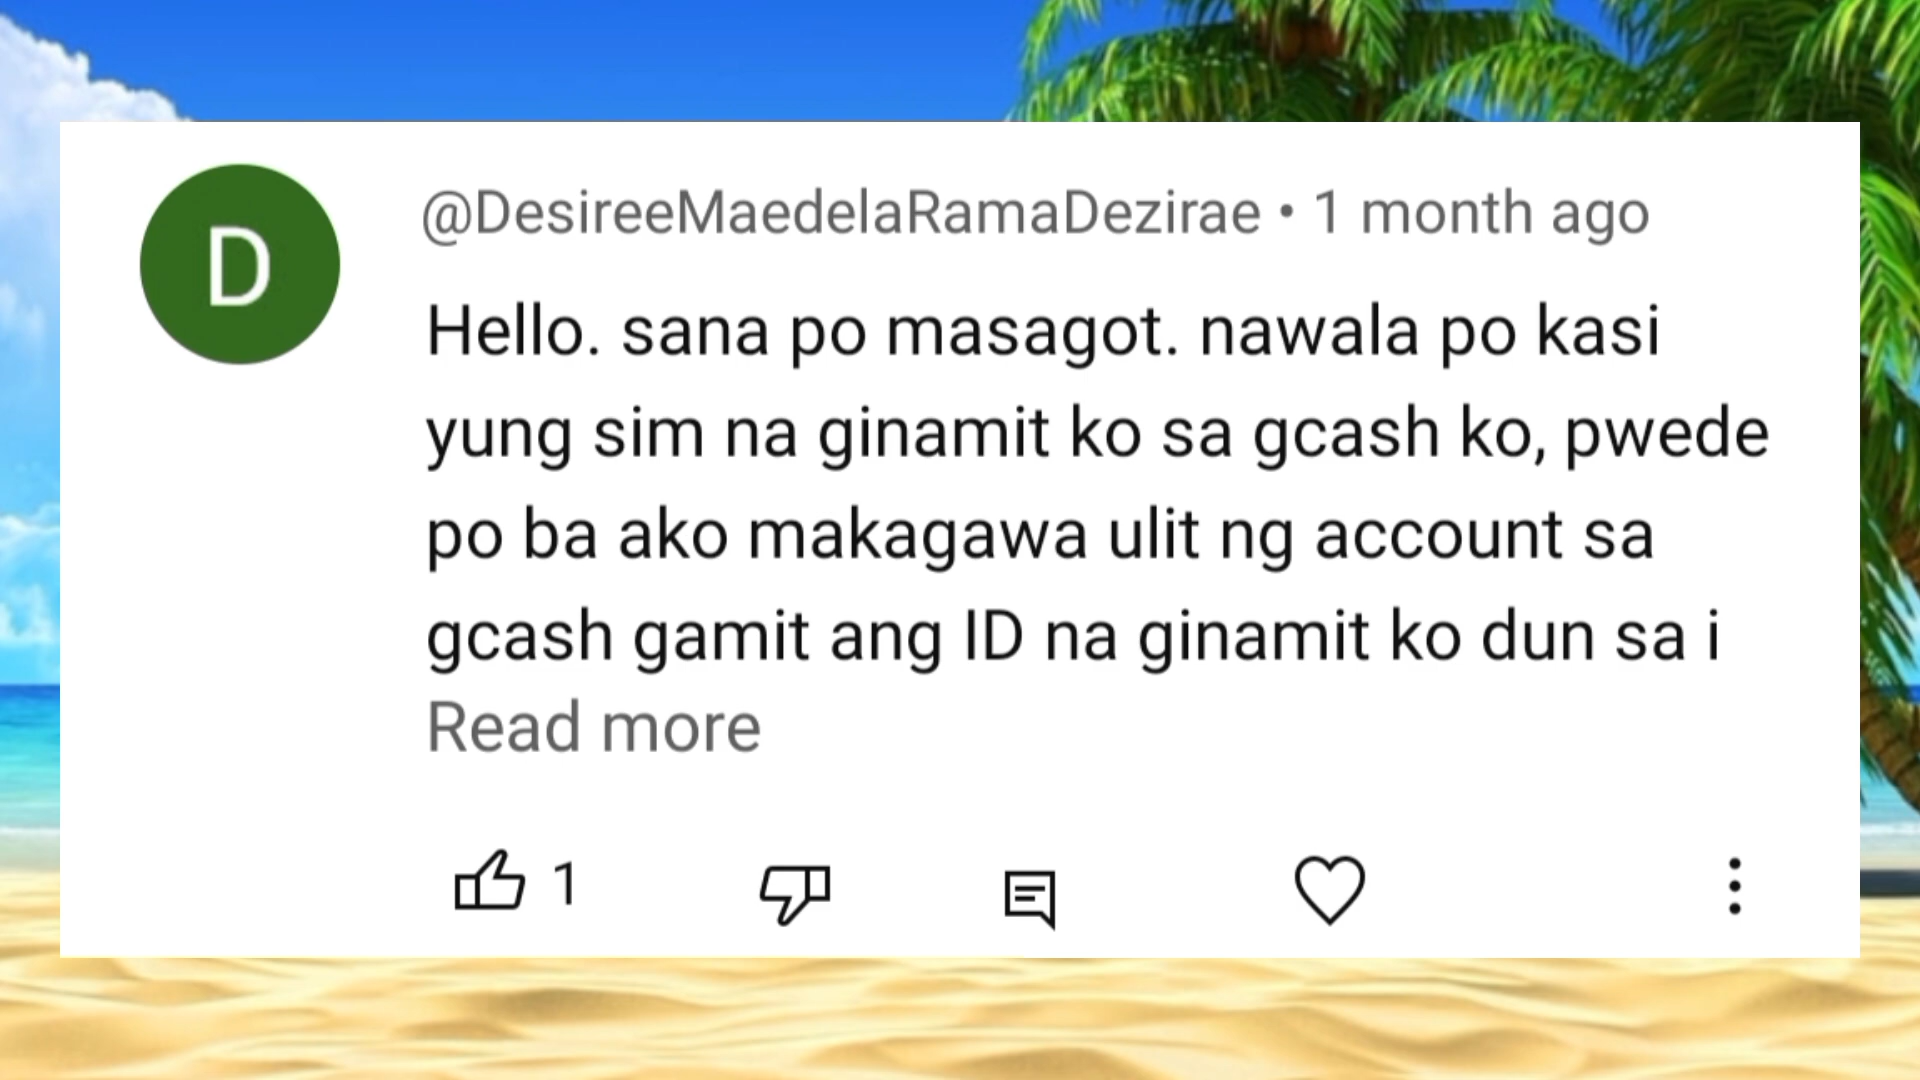 D
@DesireeMaedelaRamaDezirae • 1 month ago
Hello. sana po masagot. nawala po kasi
yung sim na ginamit ko sa gcash ko, pwede
po ba ako makagawa ulit ng account sa
gcash gamit ang ID na ginamit ko dun sa i
Read more
1